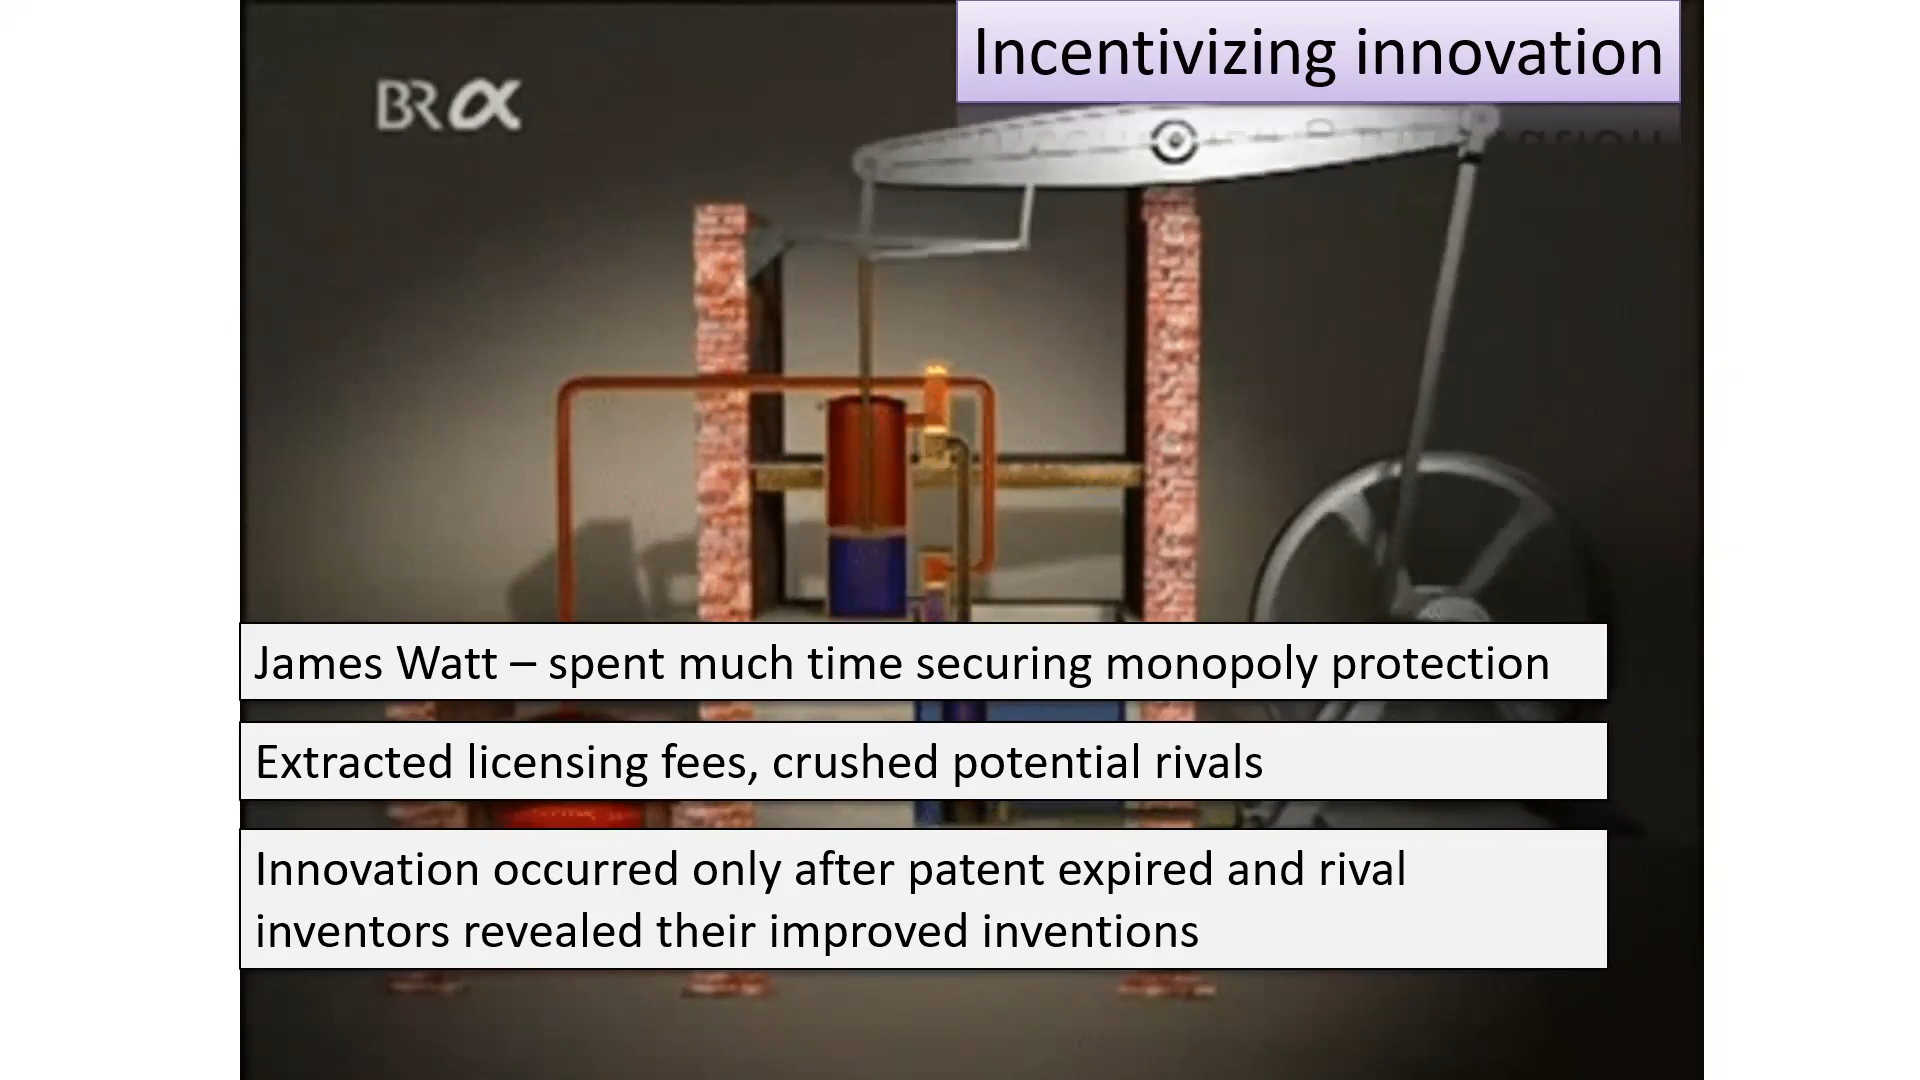 Incentivizing innovation
BRα
James Watt – spent much time securing monopoly protection
Extracted licensing fees, crushed potential rivals
Innovation occurred only after patent expired and rival
inventors revealed their improved inventions